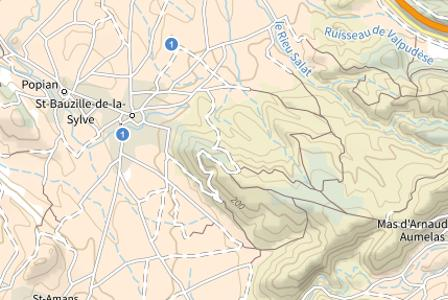 1
le Rieu Salat
Ruisseau de Valpudèse
Popian
St-Bauzille-de-la-
Sylve
1
200
Mas d'Arnaud
Aumelas
St-Amans